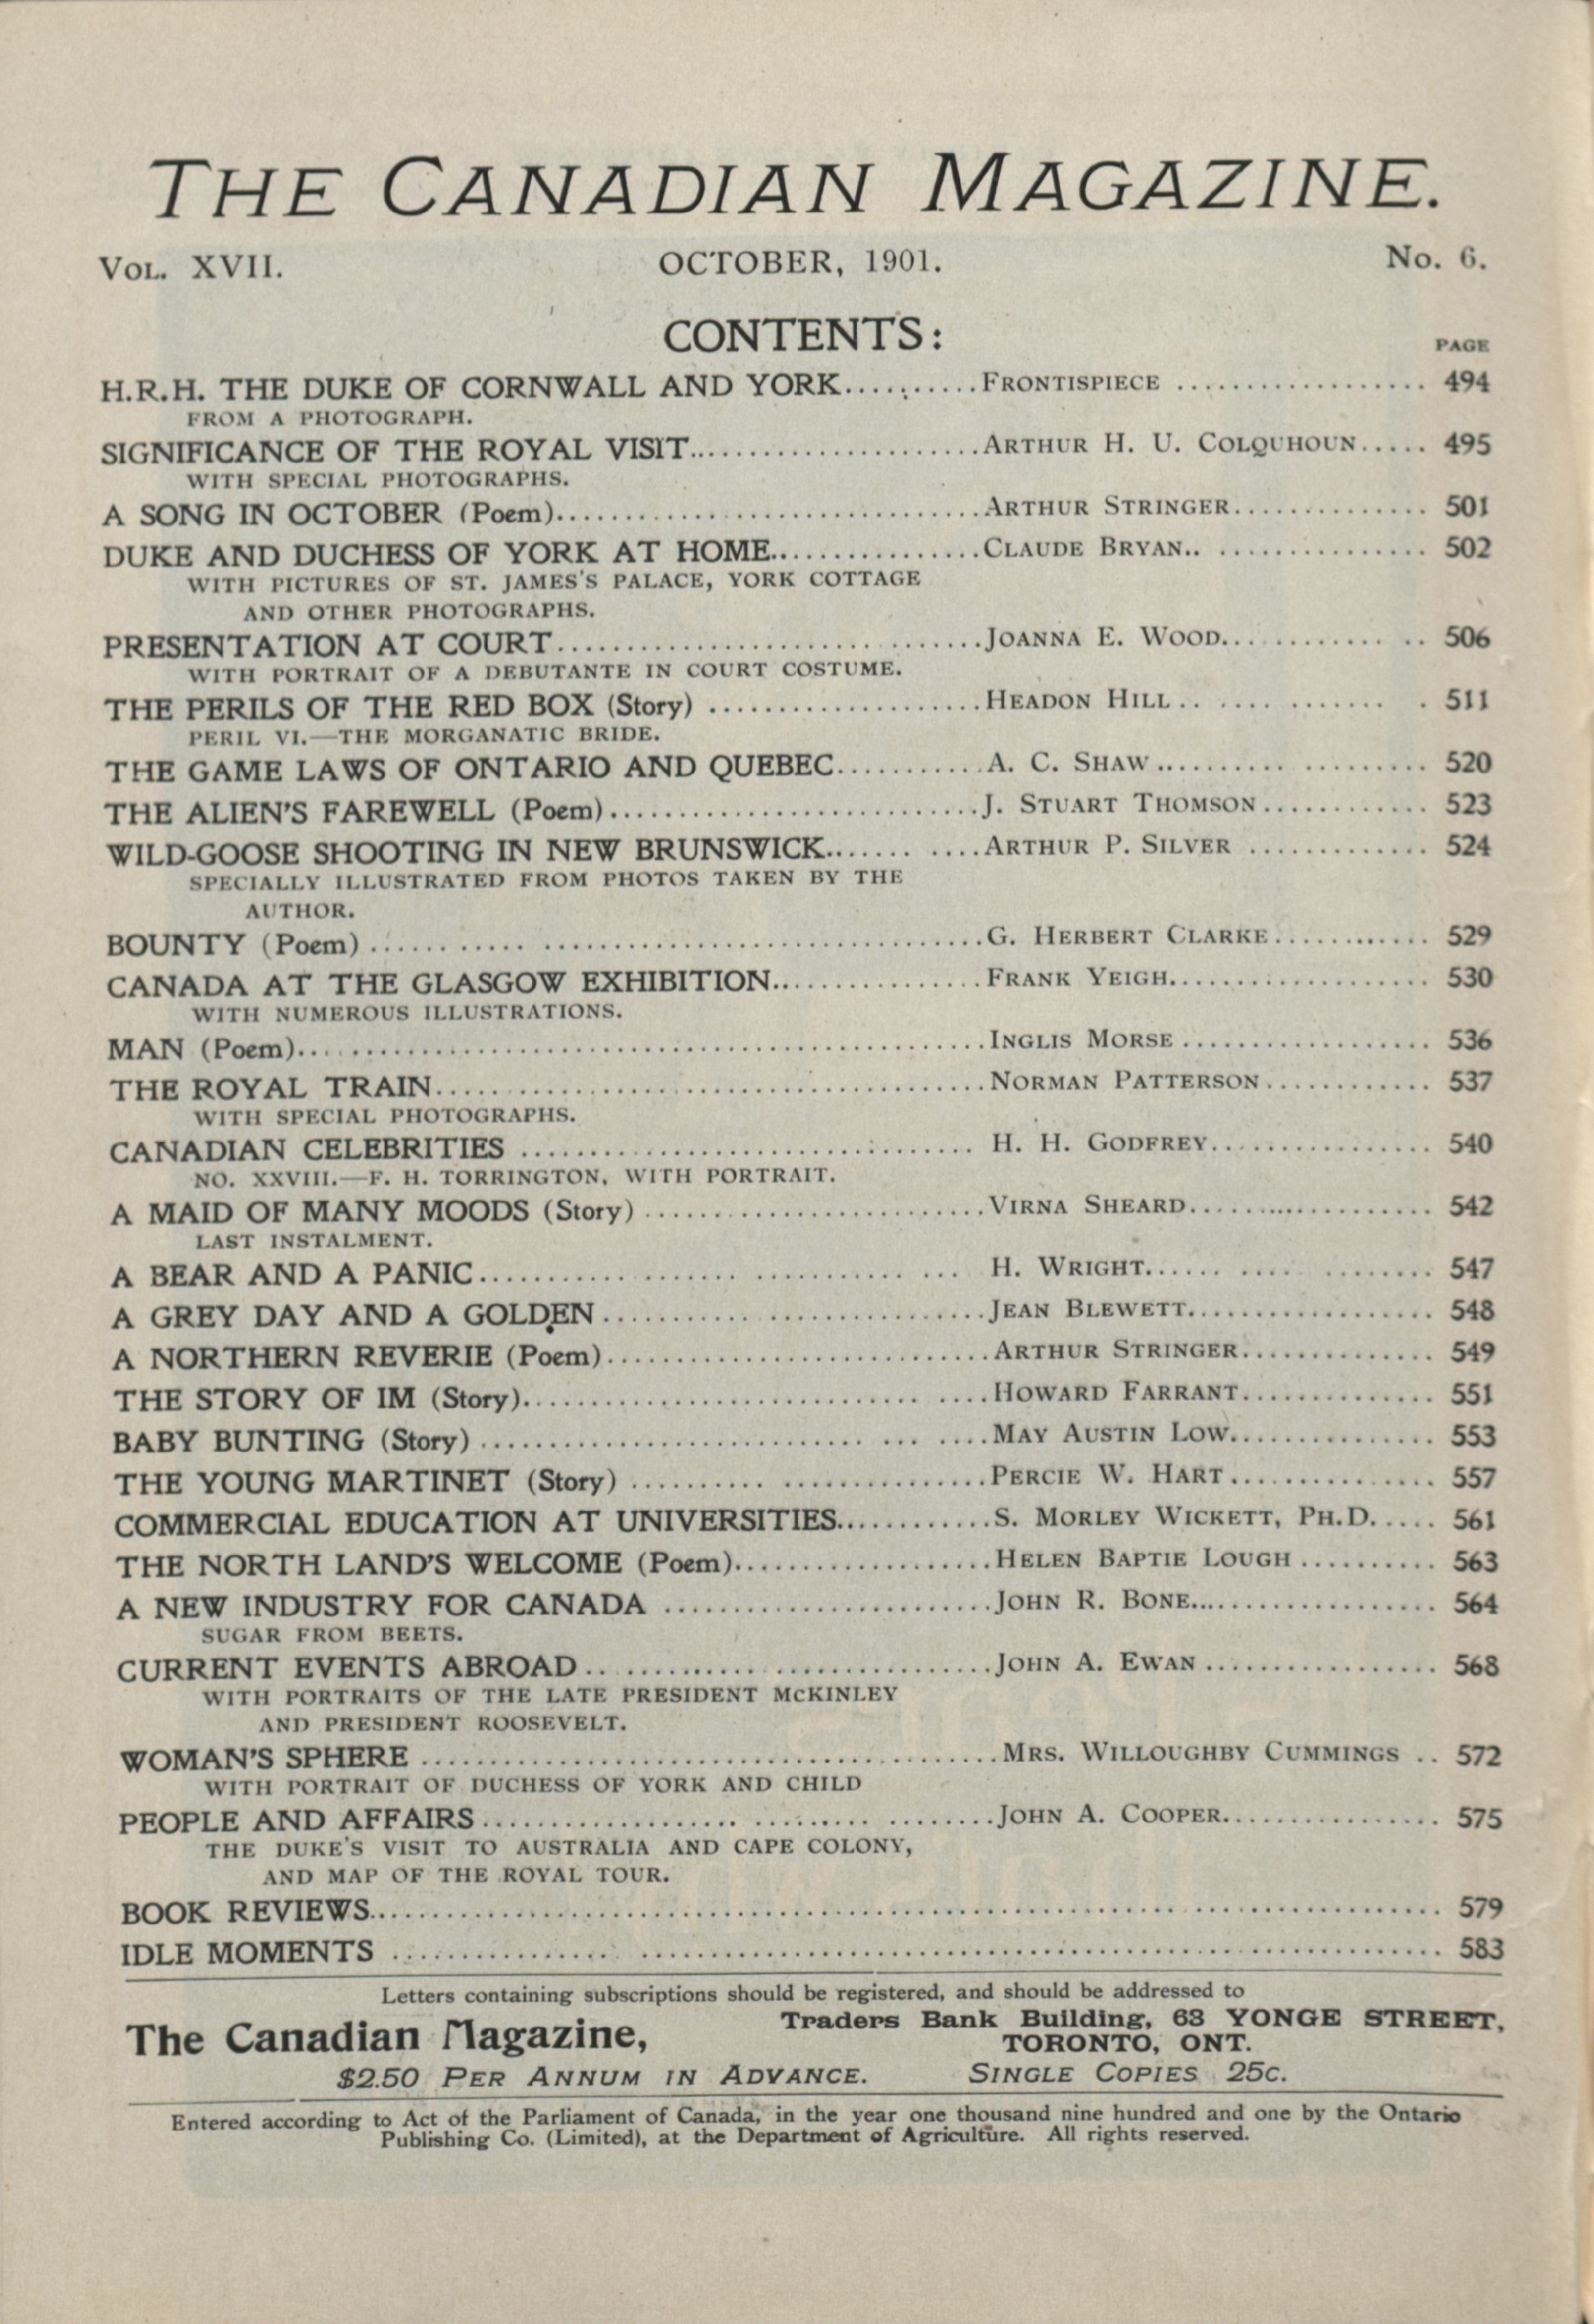 THE CANADIAN MAGAZINE.
VOL. XVII. OCTOBER, 1901. No. 6.
CONTENTS:
PAGE
H.R.H. THE DUKE OF CORNWALL AND YORK..........FRONTISPIECE .................. 494
FROM A PHOTOGRAPH.
SIGNIFICANCE OF THE ROYAL VISIT.....................ARTHUR H. U. COLQUHOUN..... 495
WITH SPECIAL PHOTOGRAPHS.
A SONG IN OCTOBER (Poem)...............................ARTHUR STRINGER.............. 501
DUKE AND DUCHESS OF YORK AT HOME................CLAUDE BRYAN.. ............... 502
WITH PICTURES OF ST. JAMES'S PALACE, YORK COTTAGE
AND OTHER PHOTOGRAPHS.
PRESENTATION AT COURT...............................JOANNA E. WOOD............... 506
WITH PORTRAIT OF A DEBUTANTE IN COURT COSTUME.
THE PERILS OF THE RED BOX (Story) ....................HEADON HILL .. .... ....... . 511
PERIL VI.—THE MORGANATIC BRIDE.
THE GAME LAWS OF ONTARIO AND QUEBEC...........A. C. SHAW .......... ......... 520
THE ALIEN'S FAREWELL (Poem)...........................J. STUART THOMSON............ 523
WILD-GOOSE SHOOTING IN NEW BRUNSWICK....... ....ARTHUR P. SILVER ............. 524
SPECIALLY ILLUSTRATED FROM PHOTOS TAKEN BY THE
AUTHOR.
BOUNTY (Poem) ...... ..... ................................G. HERBERT CLARKE............ 529
CANADA AT THE GLASGOW EXHIBITION................FRANK YEIGH................... 530
WITH NUMEROUS ILLUSTRATIONS.
MAN (Poem)..................................................INGLIS MORSE .................. 536
THE ROYAL TRAIN........................................NORMAN PATTERSON............ 537
WITH SPECIAL PHOTOGRAPHS.
CANADIAN CELEBRITIES ................................. H. H. GODFREY................ 540
NO. XXVIII.—F. H. TORRINGTON, WITH PORTRAIT.
A MAID OF MANY MOODS (Story) .........................VIRNA SHEARD.................. 542
LAST INSTALMENT.
A BEAR AND A PANIC........... ....... ........... ... H. WRIGHT...... .... ........ 547
A GREY DAY AND A GOLDEN............................JEAN BLEWETT.................. 548
A NORTHERN REVERIE (Poem)............................ARTHUR STRINGER.............. 549
THE STORY OF IM (Story)............................. ....HOWARD FARRANT.............. 551
BABY BUNTING (Story) ............................ ... ....MAY AUSTIN LOW............... 553
THE YOUNG MARTINET (Story) .......... ...............PERCIE W. HART............... 557
COMMERCIAL EDUCATION AT UNIVERSITIES............S. MORLEY WICKETT, PH.D..... 561
THE NORTH LAND'S WELCOME (Poem)...................HELEN BAPTIE LOUGH .......... 563
A NEW INDUSTRY FOR CANADA ........................JOHN R. BONE.................. 564
SUGAR FROM BEETS.
CURRENT EVENTS ABROAD .. ........... ................JOHN A. EWAN ................. 568
WITH PORTRAITS OF THE LATE PRESIDENT MCKINLEY
AND PRESIDENT ROOSEVELT.
WOMAN'S SPHERE ..........................................MRS. WILLOUGHBY CUMMINGS .. 572
WITH PORTRAIT OF DUCHESS OF YORK AND CHILD
PEOPLE AND AFFAIRS................... ......... ........JOHN A. COOPER................ 575
THE DUKE'S VISIT TO AUSTRALIA AND CAPE COLONY,
AND MAP OF THE ROYAL TOUR.
BOOK REVIEWS.............................................................................. 579
IDLE MOMENTS ............................................................................ 583
Letters containing subscriptions should be registered, and should be addressed to
The Canadian Magazine, Traders Bank Building, 63 YONGE STREET,
TORONTO, ONT.
$2.50 PER ANNUM IN ADVANCE. SINGLE COPIES 25C.
Entered according to Act of the Parliament of Canada, in the year one thousand nine hundred and one by the Ontario
Publishing Co. (Limited), at the Department of Agriculture. All rights reserved.